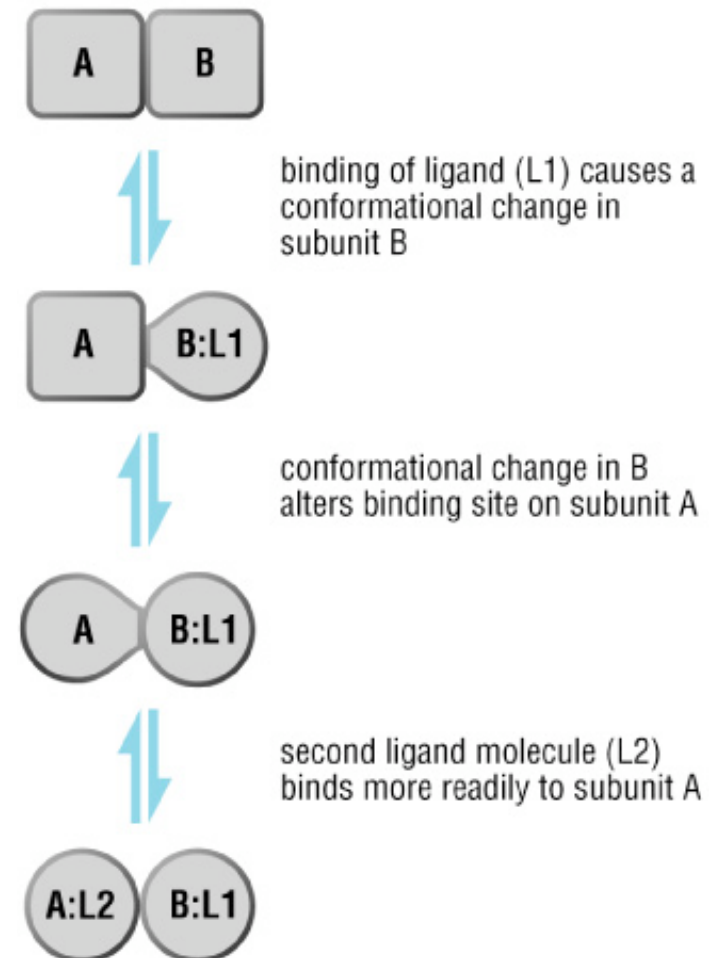 A B
binding of ligand (L1) causes a
conformational change in
subunit B
A B:L1
conformational change in B
alters binding site on subunit A
A B:L1
second ligand molecule (L2)
binds more readily to subunit A
A:L2 B:L1